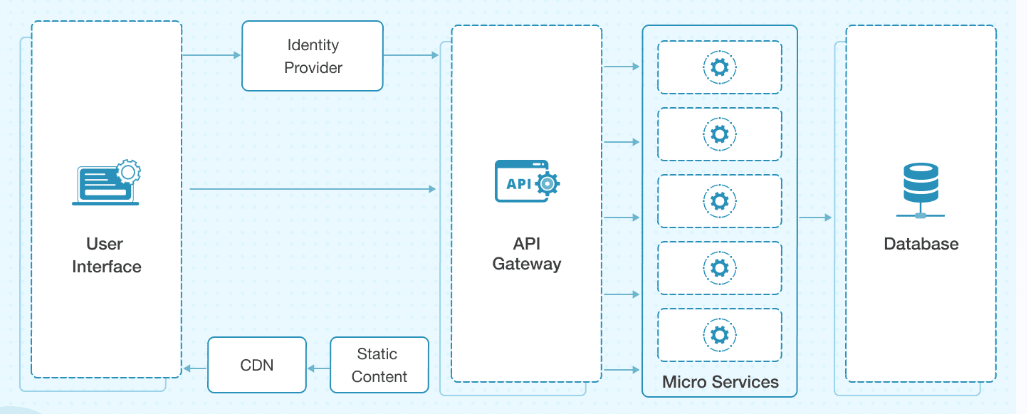 Identity
Provider
API
User
Interface
API
Gateway
Database
CDN
Static
Content
Micro Services